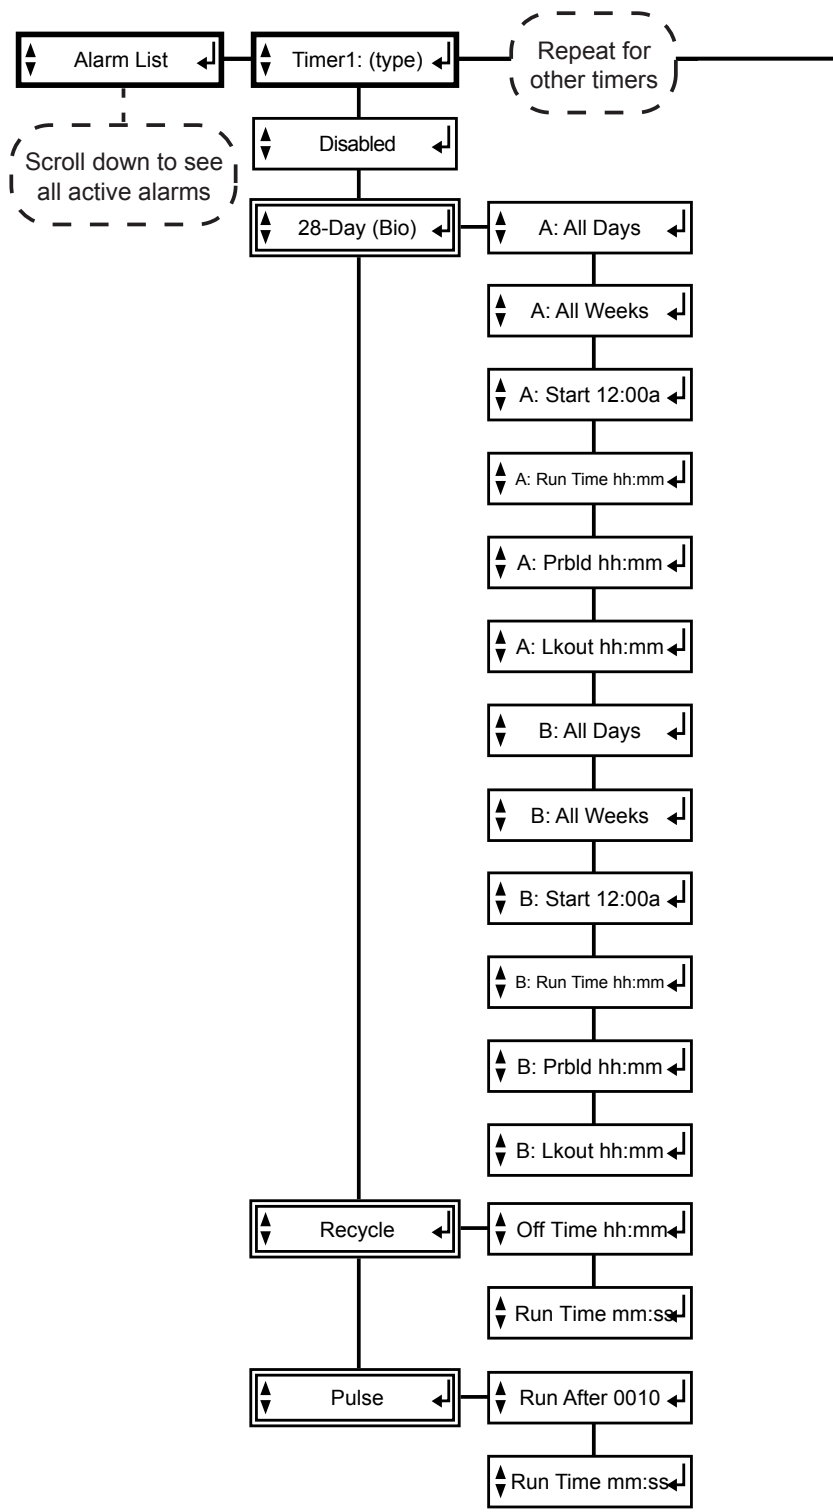 Alarm List
Timer1: (type)
Repeat for
other timers
Scroll down to see
all active alarms
Disabled
28-Day (Bio)
A: All Days
A: All Weeks
A: Start 12:00a
A: Run Time hh:mm
A: Prbld hh:mm
A: Lkout hh:mm
B: All Days
B: All Weeks
B: Start 12:00a
B: Run Time hh:mm
B: Prbld hh:mm
B: Lkout hh:mm
Recycle
Off Time hh:mm
Run Time mm:ss
Pulse
Run After 0010
Run Time mm:ss